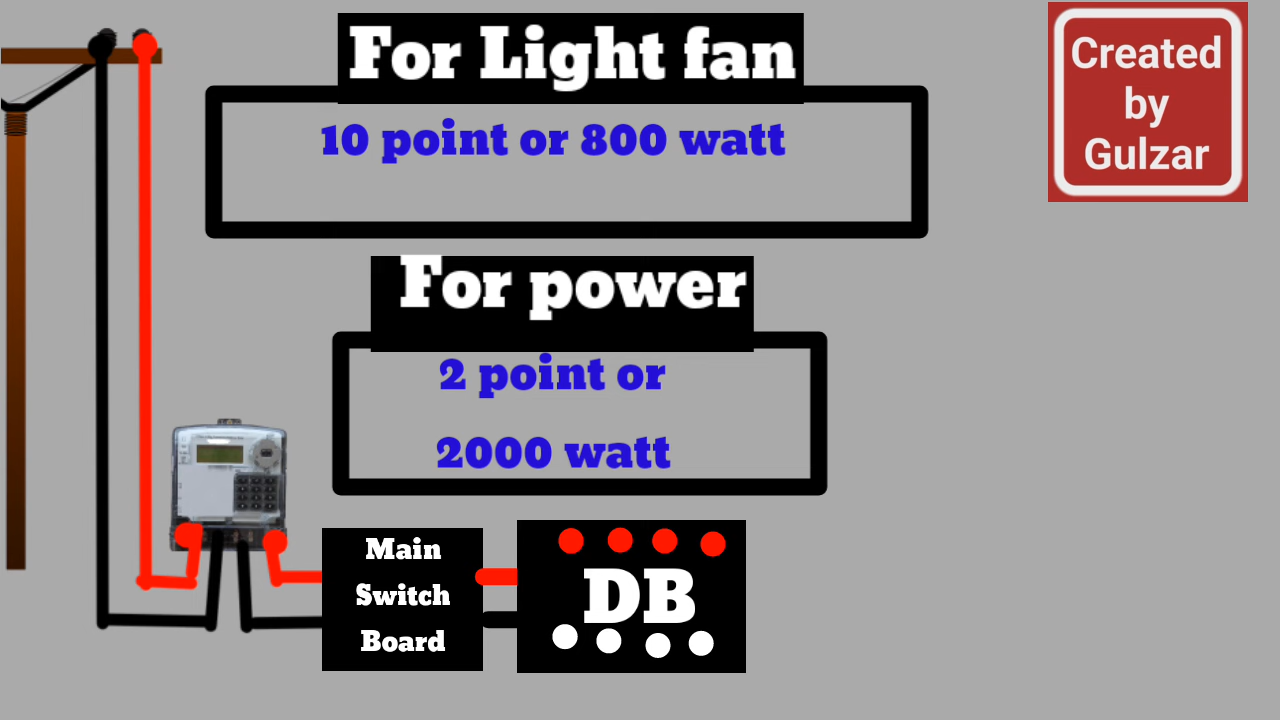 For Light fan
10 point or 800 watt
Created
by
Gulzar
For power
2 point or
2000 watt
Main
Switch
Board
DB